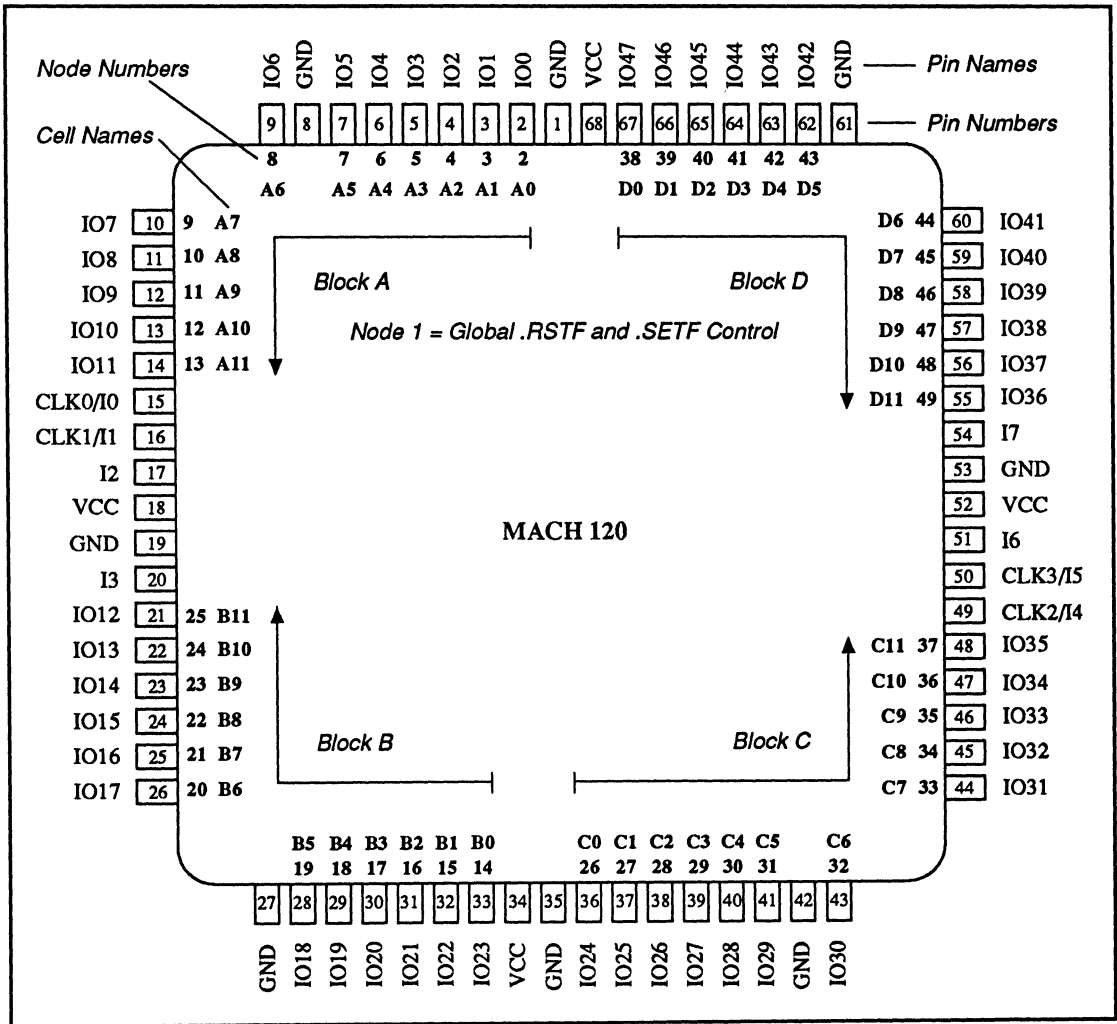 Node Numbers
Cell Names
Pin Names
Pin Numbers
IO6 GND IO5 IO4 IO3 IO2 IO1 IO0 GND VCC IO47 IO46 IO45 IO44 IO43 IO42 GND
9 8 7 6 5 4 3 2 1 68 67 66 65 64 63 62 61
8 7 6 5 4 3 2 38 39 40 41 42 43
A6 A5 A4 A3 A2 A1 A0 D0 D1 D2 D3 D4 D5
IO7 10 9 A7 D6 44 60 IO41
IO8 11 10 A8 D7 45 59 IO40
Block A Block D
IO9 12 11 A9 D8 46 58 IO39
IO10 13 12 A10 Node 1 = Global .RSTF and .SETF Control D9 47 57 IO38
IO11 14 13 A11 D10 48 56 IO37
CLK0/I0 15 D11 49 55 IO36
CLK1/I1 16 54 I7
I2 17 53 GND
VCC 18 52 VCC
MACH 120
GND 19 51 I6
I3 20 50 CLK3/I5
IO12 21 25 B11 49 CLK2/I4
IO13 22 24 B10 C11 37 48 IO35
IO14 23 23 B9 C10 36 47 IO34
IO15 24 22 B8 C9 35 46 IO33
Block B Block C
IO16 25 21 B7 C8 34 45 IO32
IO17 26 20 B6 C7 33 44 IO31
B5 B4 B3 B2 B1 B0 C0 C1 C2 C3 C4 C5 C6
19 18 17 16 15 14 26 27 28 29 30 31 32
27 28 29 30 31 32 33 34 35 36 37 38 39 40 41 42 43
GND IO18 IO19 IO20 IO21 IO22 IO23 VCC GND IO24 IO25 IO26 IO27 IO28 IO29 GND IO30